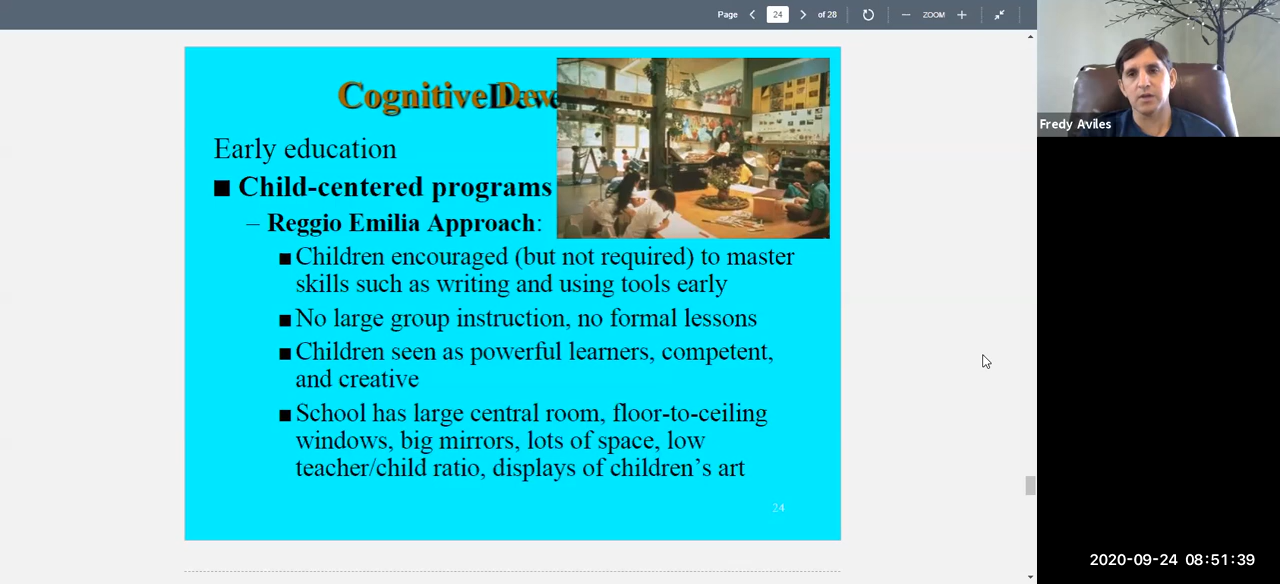 Page
24
of 28
ZOOM
Fredy Aviles
Cognitive
Early education
■ Child-centered programs
– Reggio Emilia Approach:
■ Children encouraged (but not required) to master
skills such as writing and using tools early
■ No large group instruction, no formal lessons
■ Children seen as powerful learners, competent,
and creative
■ School has large central room, floor-to-ceiling
windows, big mirrors, lots of space, low
teacher/child ratio, displays of children's art
24
2020-09-24 08:51:39